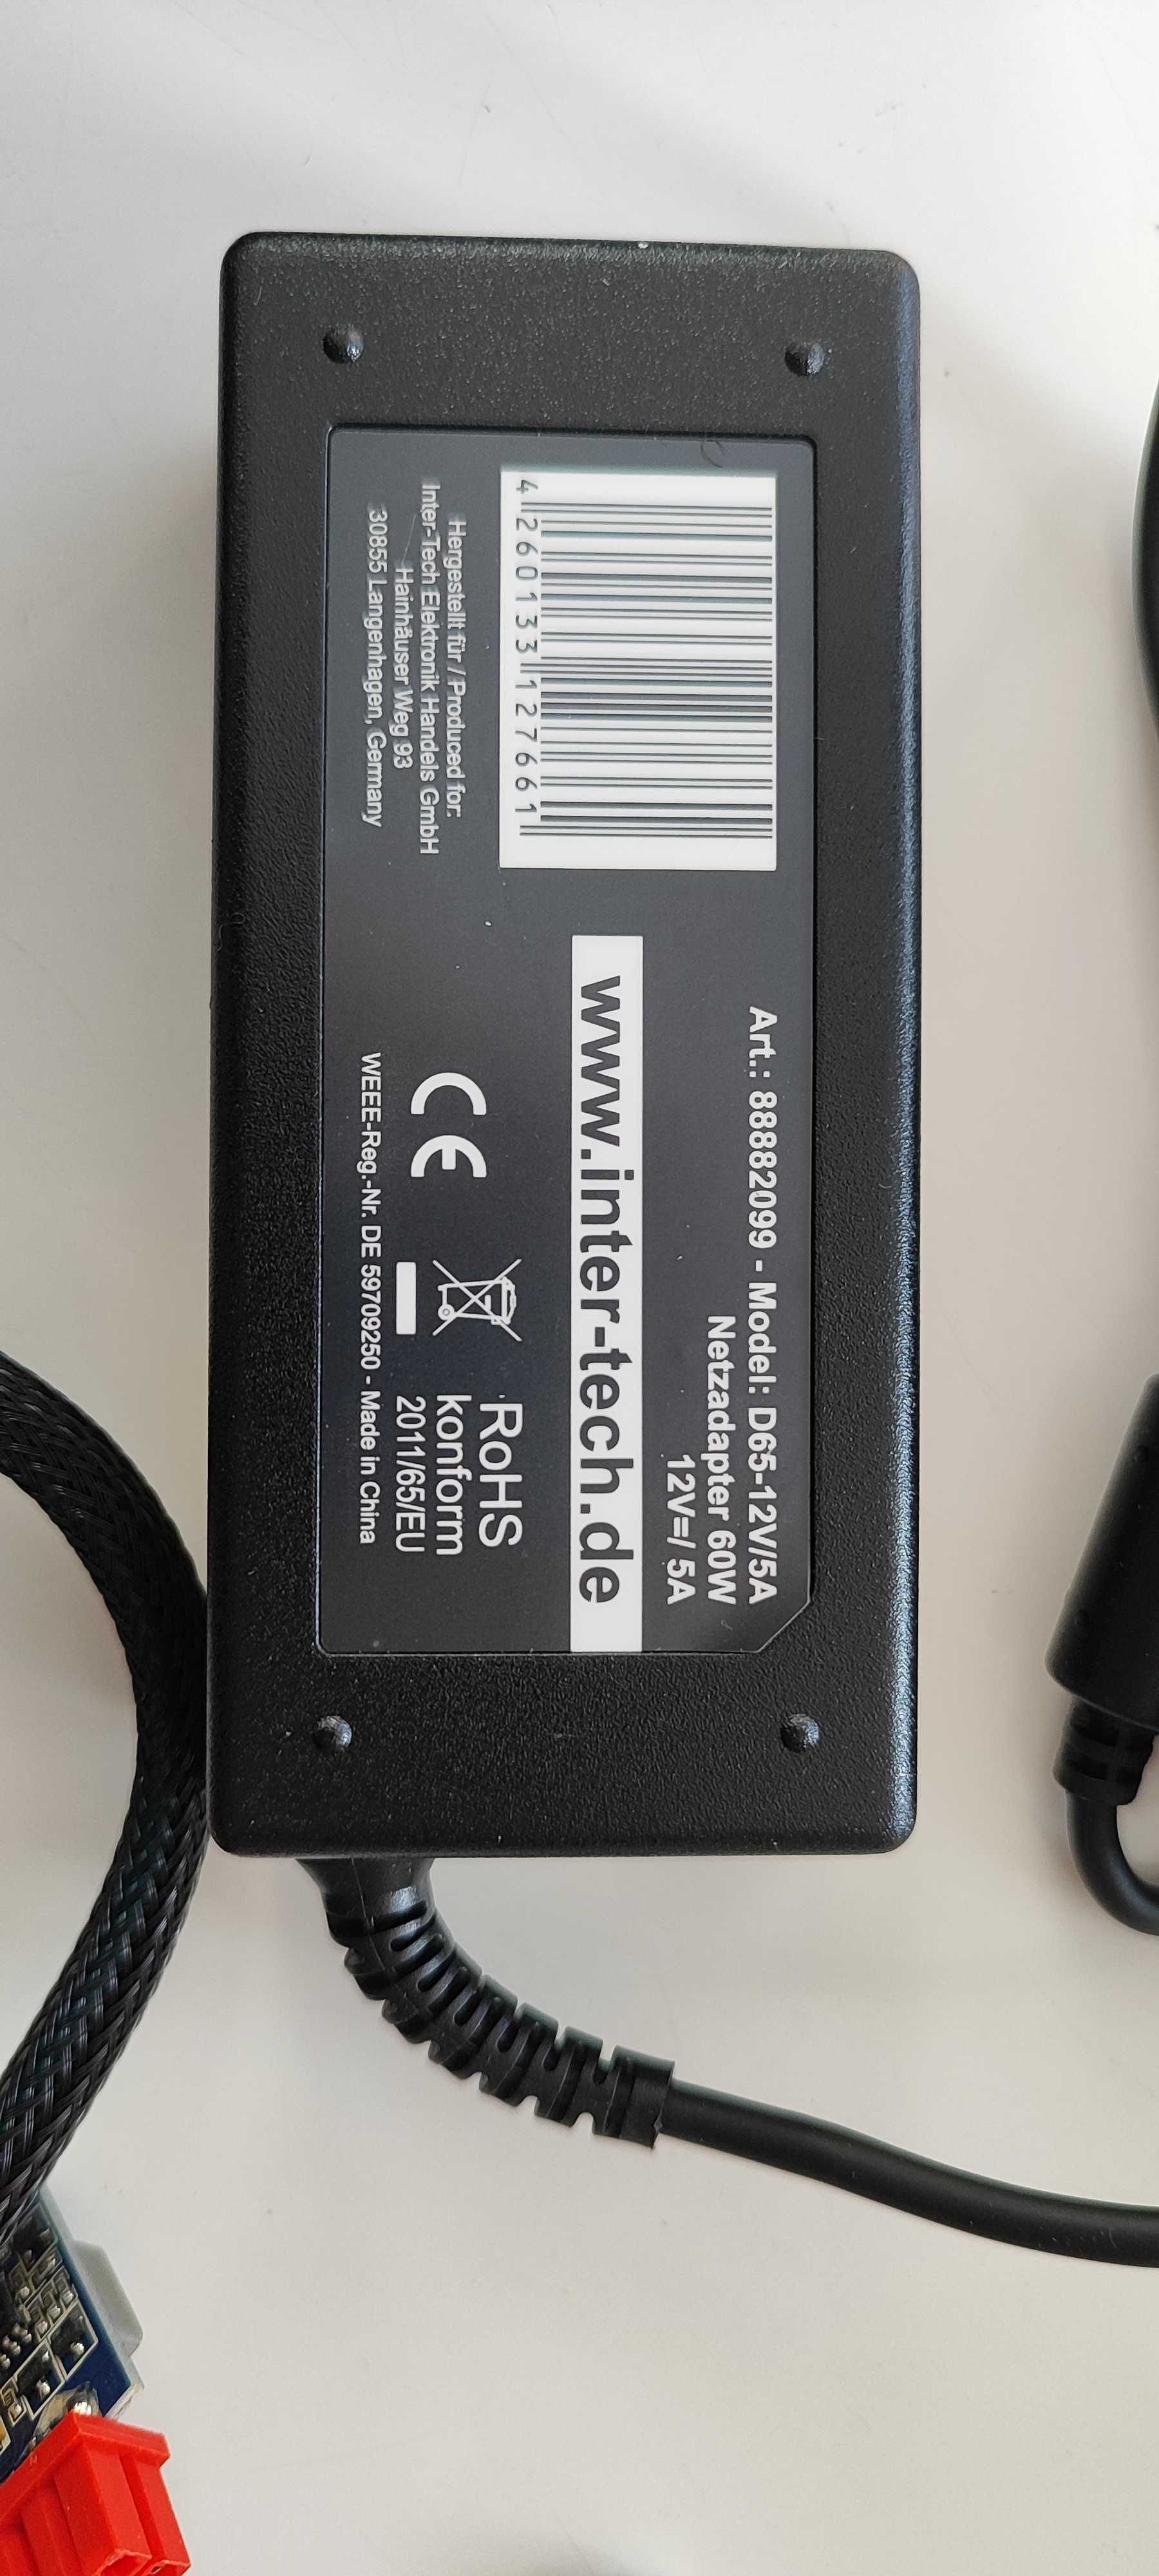 Art.: 88882099 - Model: D65-12V/5A
Netzadapter 60W
12V=/ 5A
www.inter-tech.de
4 260133 127661
Hergestellt für / Produced for:
Inter-Tech Elektronik Handels GmbH
Hainhäuser Weg 93
30855 Langenhagen, Germany
CE
RoHS
konform
2011/65/EU
WEEE-Reg.-Nr. DE 59709250 - Made in China